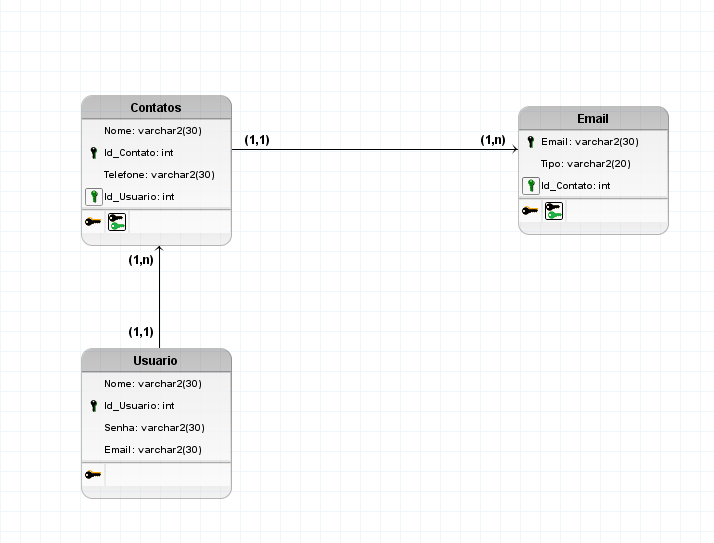 Contatos
Nome: varchar2(30)
Id_Contato: int
Telefone: varchar2(30)
Id_Usuario: int
(1,1)
(1,n)
Email
Email: varchar2(30)
Tipo: varchar2(20)
Id_Contato: int
(1,n)
(1,1)
Usuario
Nome: varchar2(30)
Id_Usuario: int
Senha: varchar2(30)
Email: varchar2(30)